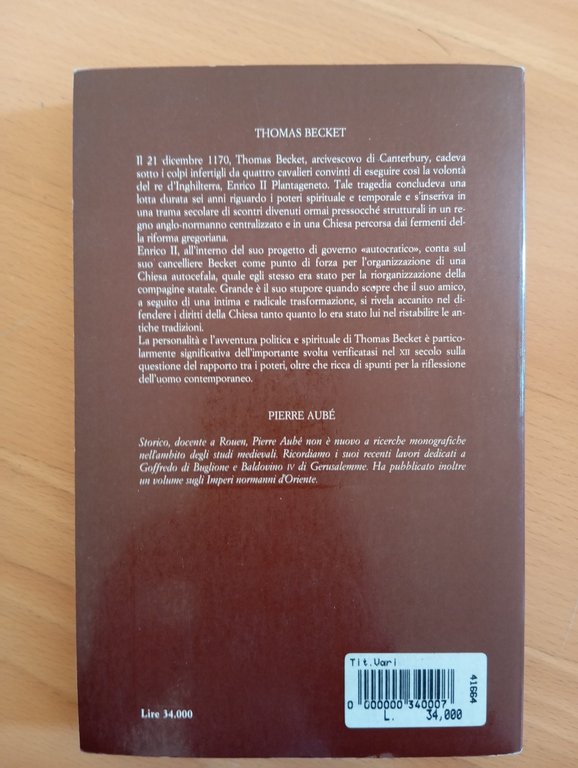 THOMAS BECKET
Il 21 dicembre 1170, Thomas Becket, arcivescovo di Canterbury, cadeva
sotto i colpi infertigli da quattro cavalieri convinti di eseguire così la volontà
del re d'Inghilterra, Enrico II Plantageneto. Tale tragedia concludeva una
lotta durata sei anni riguardo i poteri spirituale e temporale e s'inseriva in
in una trama secolare di scontri divenuti ormai pressocché strutturali in un re-
gno anglo-normanno centralizzato e in una Chiesa percorsa dai fermenti del-
la riforma gregoriana.
Enrico II, all'interno del suo progetto di governo «autocratico», conta sul
suo cancelliere Becket come punto di forza per l'organizzazione di una
Chiesa autocefala, quale egli stesso era stato per la riorganizzazione della
compagine statale. Grande è il suo stupore quando scopre che il suo amico,
a seguito di una intima e radicale trasformazione, si rivela accanito nel di-
fendere i diritti della Chiesa tanto quanto lo era stato lui nel ristabilire le an-
tiche tradizioni.
La personalità e l'avventura politica e spirituale di Thomas Becket è partico-
larmente significativa dell'importante svolta verificatasi nel XII secolo sulla
questione del rapporto tra i poteri, oltre che ricca di spunti per la riflessione
dell'uomo contemporaneo.
PIERRE AUBÉ
Storico, docente a Rouen, Pierre Aubé non è nuovo a ricerche monografiche
nell'ambito degli studi medievali. Ricordiamo i suoi recenti lavori dedicati a
Goffredo di Buglione e Baldovino IV di Gerusalemme. Ha pubblicato inoltre
un volume sugli Imperi normanni d'Oriente.
Lire 34.000
Tit.Vari
41664
0 000000 340007
L. 34,000